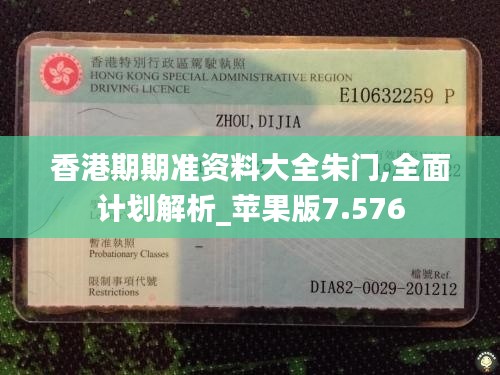 香港特別行政區駕駛執照
HONG KONG SPECIAL ADMINISTRATIVE REGION
DRIVING LICENCE
E10632259 P
ZHOU,DIJIA
香港期期准资料大全朱门,全面
计划解析_苹果版7.576
暫准執照
Probationary Classes
–
限制事項代號
Restrictions
檔號Ref.
DIA82-0029-201212